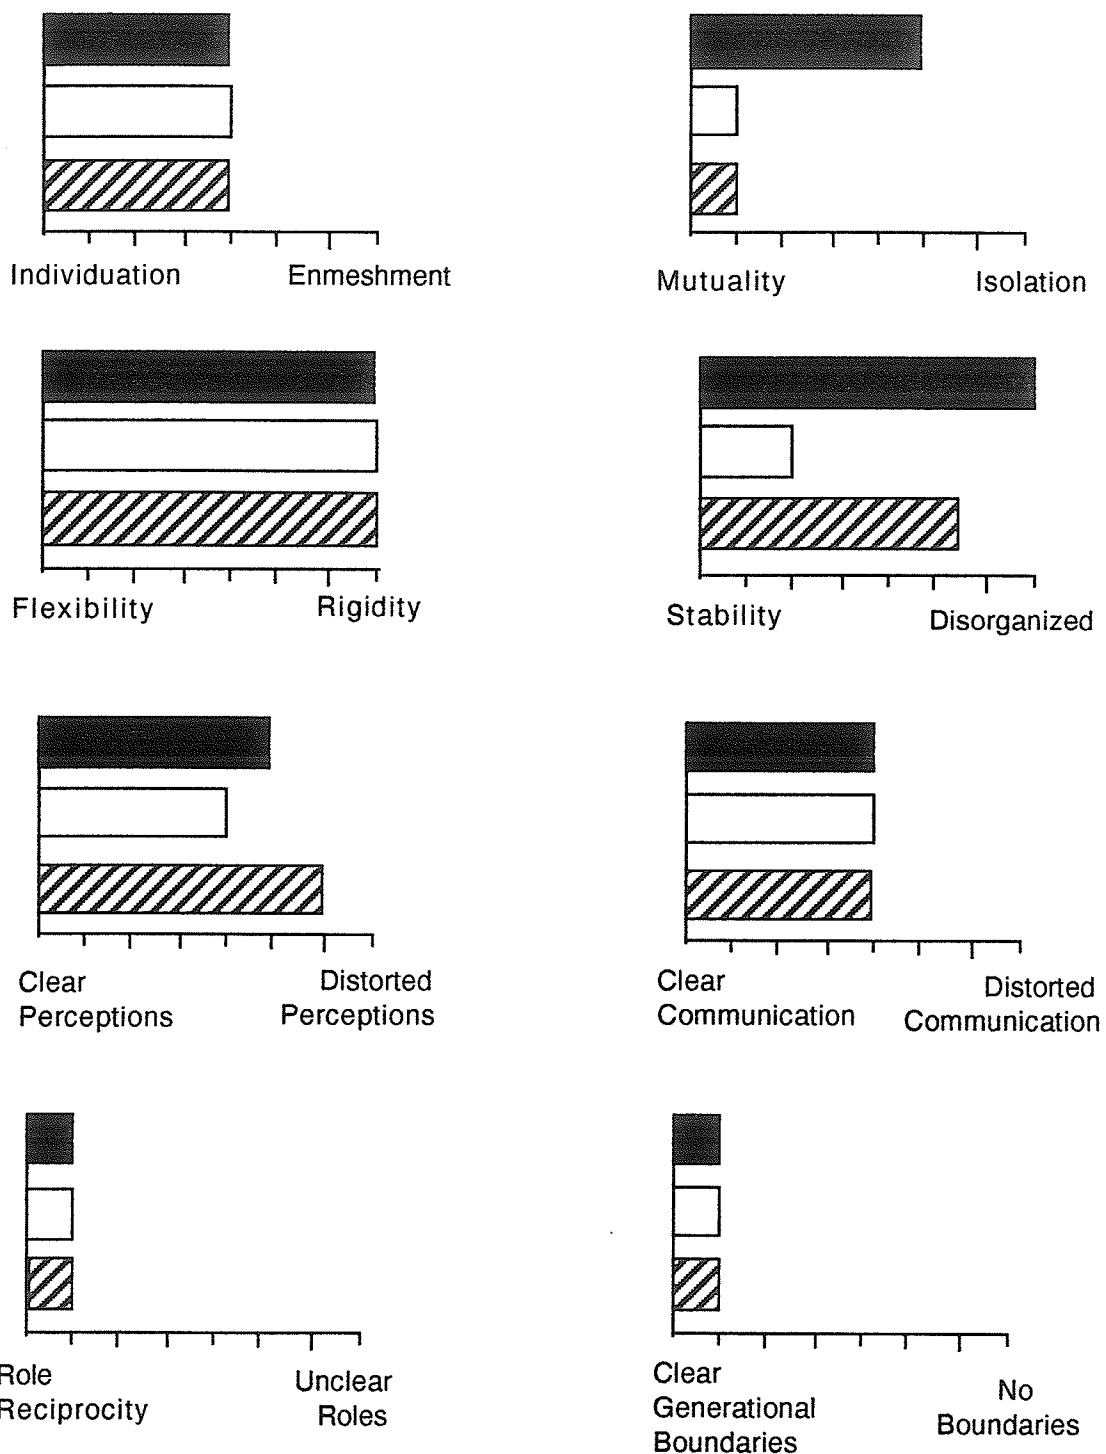 Individuation Enmeshment
Mutuality Isolation
Flexibility Rigidity
Stability Disorganized
Clear Distorted
Perceptions Perceptions
Clear Distorted
Communication Communication
Role Unclear
Reciprocity Roles
Clear
Generational No
Boundaries Boundaries